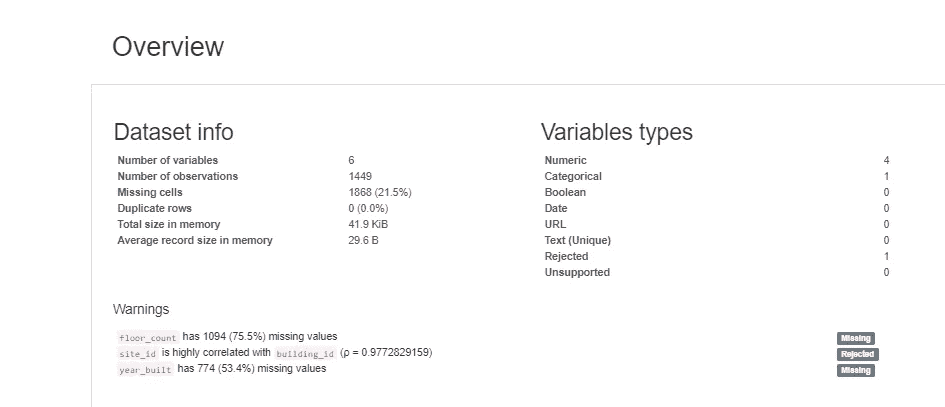 Overview
Dataset info
Number of variables 6
Number of observations 1449
Missing cells 1868 (21.5%)
Duplicate rows 0 (0.0%)
Total size in memory 41.9 KiB
Average record size in memory 29.6 B
Variables types
Numeric 4
Categorical 1
Boolean 0
Date 0
URL 0
Text (Unique) 0
Rejected 1
Unsupported 0
Warnings
floor_count has 1094 (75.5%) missing values Missing
site_id is highly correlated with building_id (ρ = 0.9772829159) Rejected
year_built has 774 (53.4%) missing values Missing